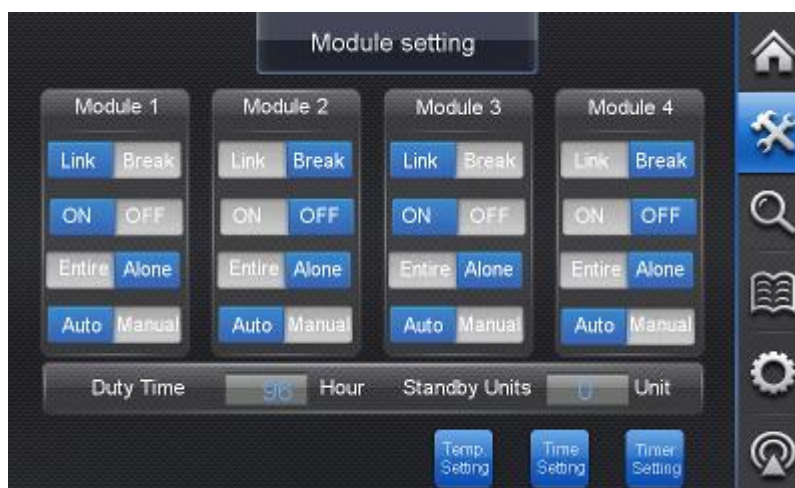 Module setting
Module 1 Module 2 Module 3 Module 4
Link Break Link Break Link Break Link Break
ON OFF ON OFF ON OFF ON OFF
Entire Alone Entire Alone Entire Alone Entire Alone
Auto Manual Auto Manual Auto Manual Auto Manual
Duty Time 96 Hour Standby Units 0 Unit
Temp. Time Timer
Setting Setting Setting